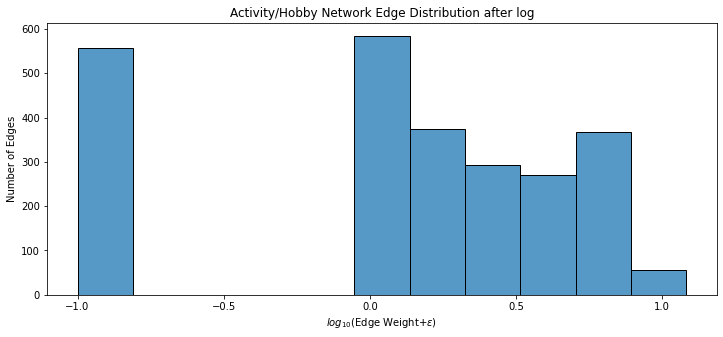 Activity/Hobby Network Edge Distribution after log
600
500
400
300
200
100
0
Number of Edges
−1.0 −0.5 0.0 0.5 1.0
log₁₀(Edge Weight+ε)